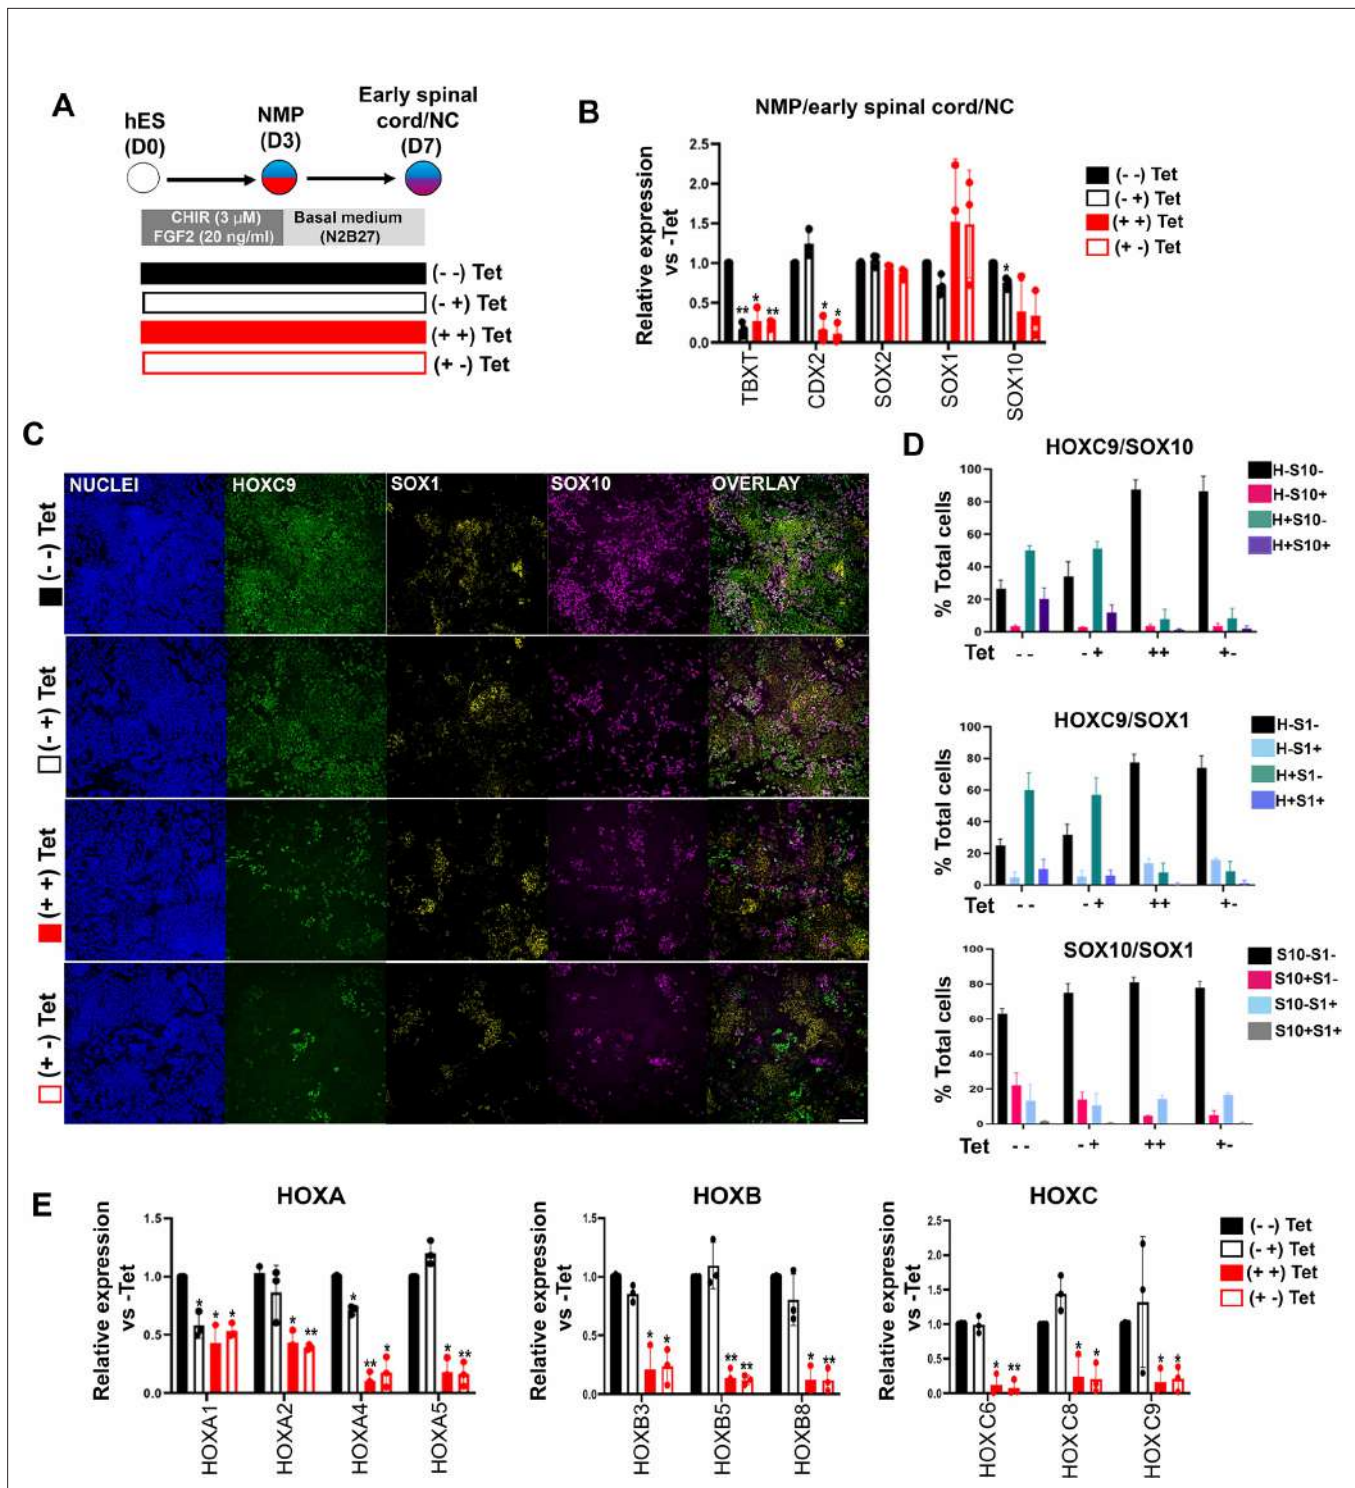 A
hES
(D0)
NMP
(D3)
Early spinal
cord/NC
(D7)
CHIR (3 µM)
FGF2 (20 ng/ml)
Basal medium
(N2B27)
(- -) Tet
(- +) Tet
(+ +) Tet
(+ -) Tet
B
NMP/early spinal cord/NC
Relative expression
vs -Tet
2.5
2.0
1.5
1.0
0.5
0.0
** * **
* *
*
TBXT
CDX2
SOX2
SOX1
SOX10
(- -) Tet
(- +) Tet
(+ +) Tet
(+ -) Tet
C
NUCLEI
HOXC9
SOX1
SOX10
OVERLAY
(- -) Tet
(- +) Tet
(+ +) Tet
(+ -) Tet
D
HOXC9/SOX10
% Total cells
100
80
60
40
20
0
Tet
- -
- +
++
+-
H-S10-
H-S10+
H+S10-
H+S10+
HOXC9/SOX1
% Total cells
100
80
60
40
20
0
Tet
- -
- +
++
+-
H-S1-
H-S1+
H+S1-
H+S1+
SOX10/SOX1
% Total cells
100
80
60
40
20
0
Tet
- -
- +
++
+-
S10-S1-
S10+S1-
S10-S1+
S10+S1+
E
HOXA
Relative expression
vs -Tet
1.5
1.0
0.5
0.0
* * *
* **
* ** *
* **
HOXA1
HOXA2
HOXA4
HOXA5
HOXB
Relative expression
vs -Tet
1.5
1.0
0.5
0.0
* *
** **
* **
HOXB3
HOXB5
HOXB8
HOXC
Relative expression
vs -Tet
2.5
2.0
1.5
1.0
0.5
0.0
* **
* *
* *
HOX C6
HOX C8
HOX C9
(- -) Tet
(- +) Tet
(+ +) Tet
(+ -) Tet